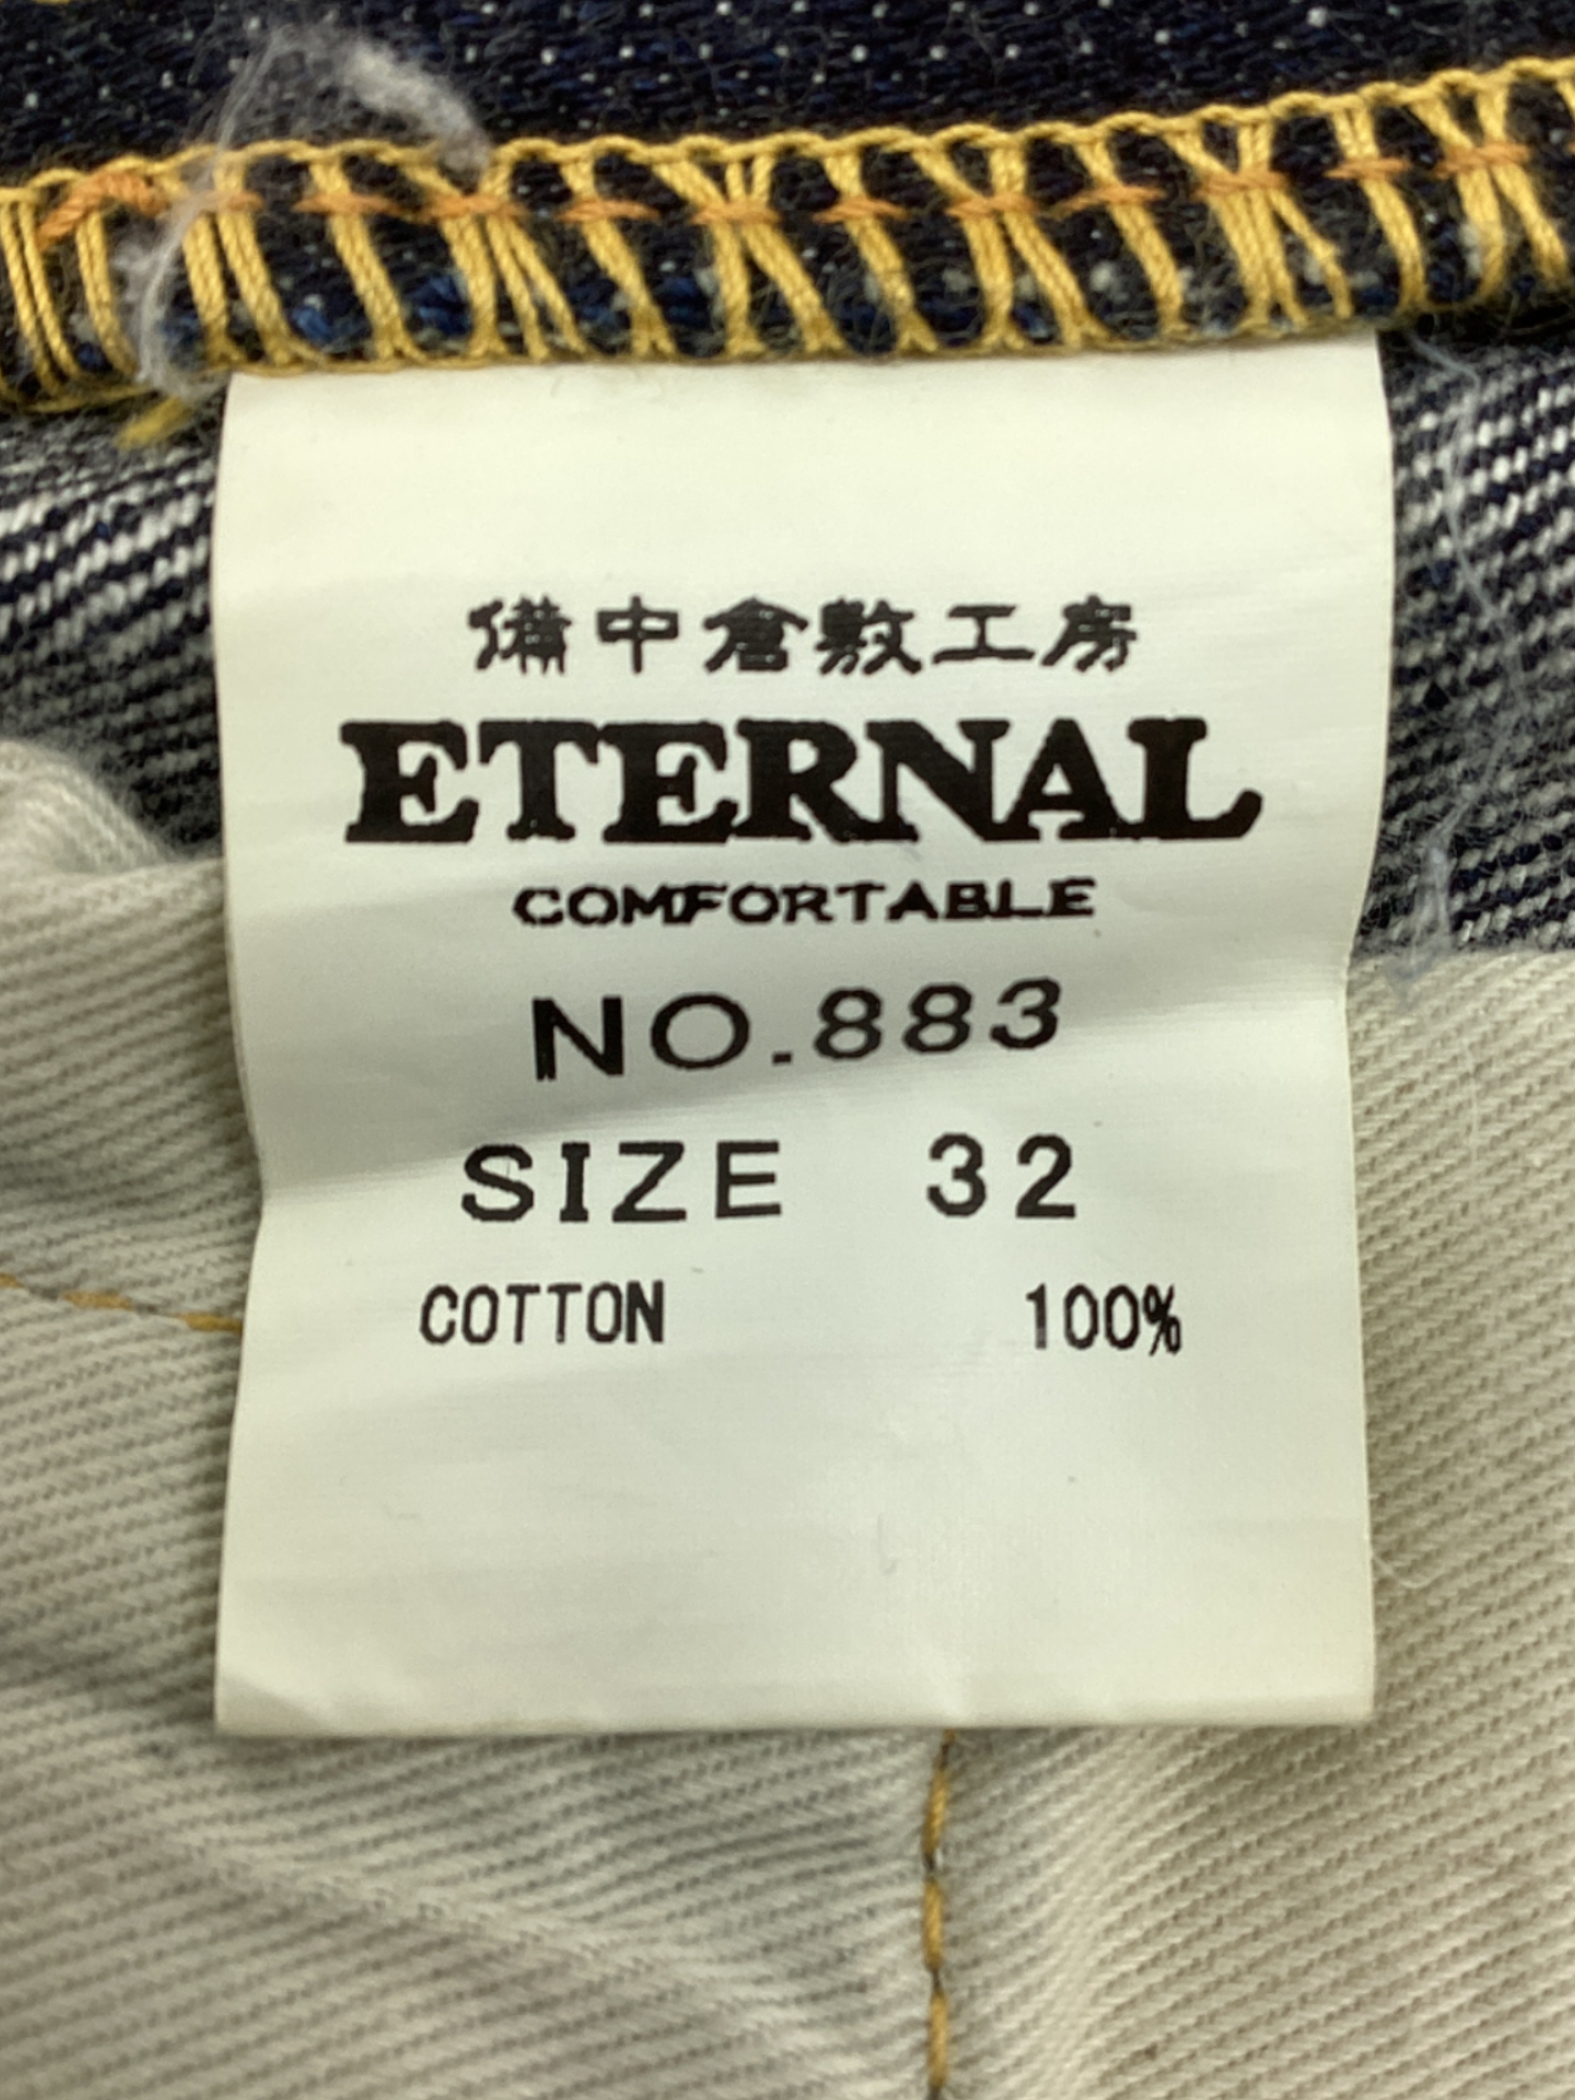 備中倉敷工房
ETERNAL
COMFORTABLE
NO.883
SIZE 32
COTTON 100%